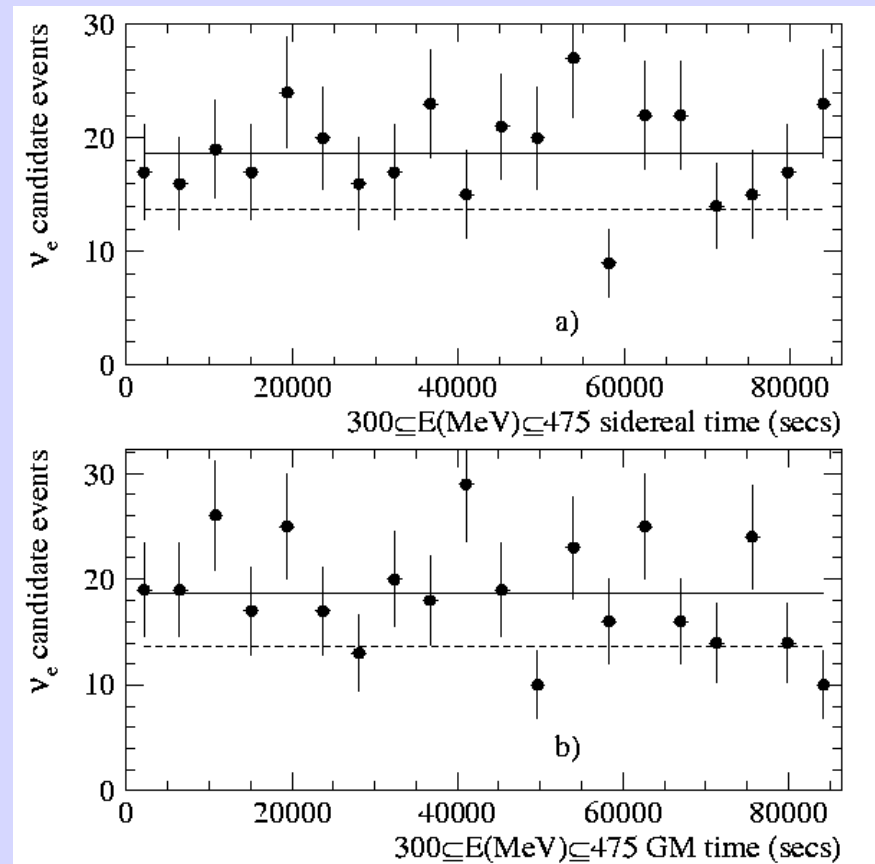 30
20
10
0
ν_e candidate events
a)
0 20000 40000 60000 80000
300⊆E(MeV)⊆475 sidereal time (secs)
30
20
10
0
ν_e candidate events
b)
0 20000 40000 60000 80000
300⊆E(MeV)⊆475 GM time (secs)